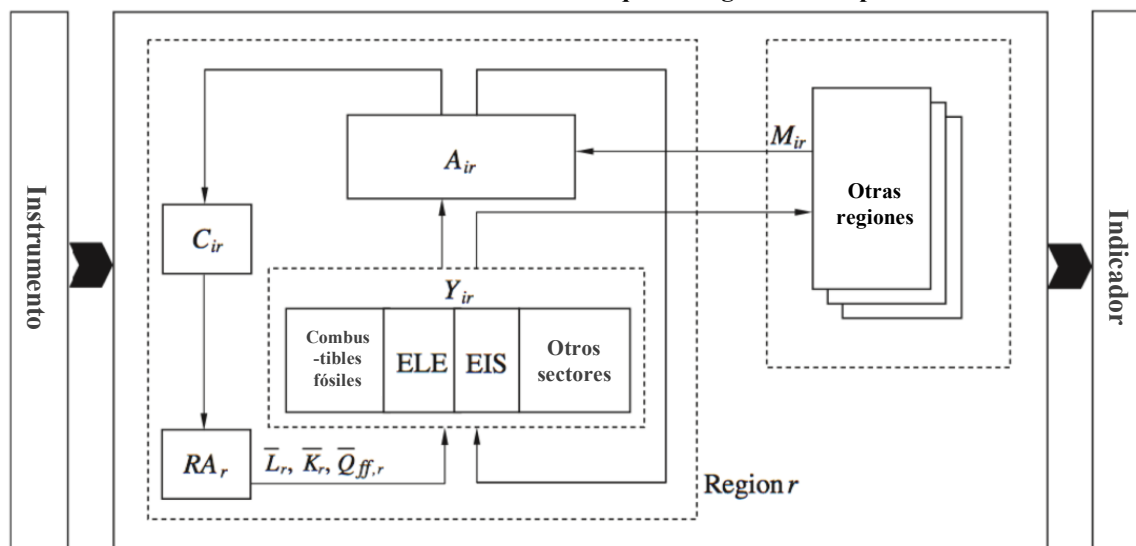 Instrumento
A_ir
M_ir
Otras
regiones
C_ir
Y_ir
Combus
-tibles
fósiles
ELE
EIS
Otros
sectores
RA_r
L̅_r, K̅_r, Q̅_ff,r
Region r
Indicador